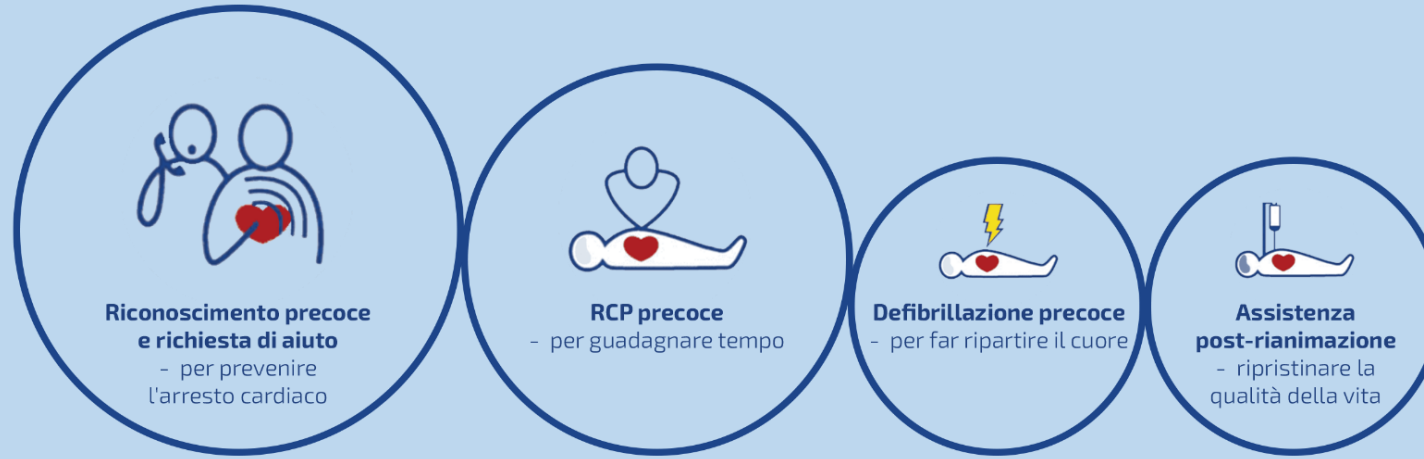 Riconoscimento precoce
e richiesta di aiuto
- per prevenire
l'arresto cardiaco
RCP precoce
- per guadagnare tempo
Defibrillazione precoce
- per far ripartire il cuore
Assistenza
post-rianimazione
- ripristinare la
qualità della vita